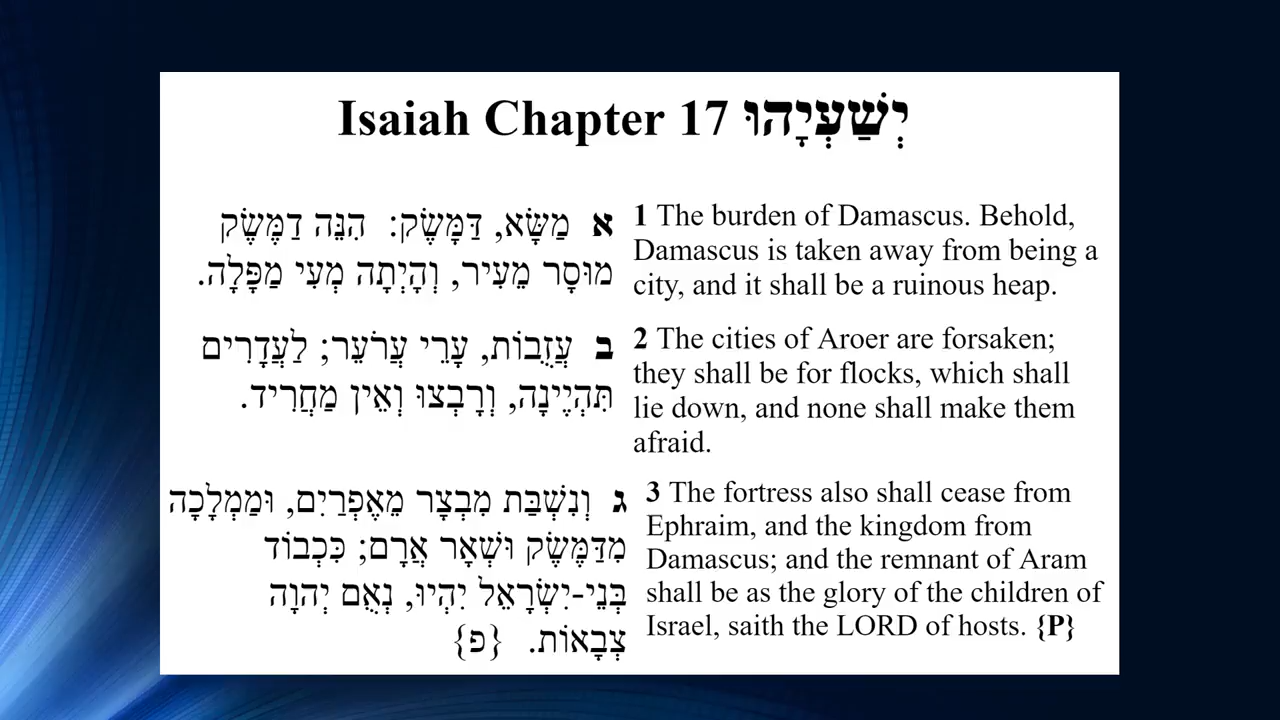 Isaiah Chapter 17 יְשַׁעְיָהוּ
א מַשָּׂא, דַּמָּשֶׂק: הִנֵּה דַמֶּשֶׂק
מוּסָר מֵעִיר, וְהָיְתָה מְעִי מַפָּלָה.
1 The burden of Damascus. Behold,
Damascus is taken away from being a
city, and it shall be a ruinous heap.
ב עֲזֻבוֹת, עָרֵי עֲרֹעֵר; לַעֲדָרִים
תִּהְיֶינָה, וְרָבְצוּ וְאֵין מַחֲרִיד.
2 The cities of Aroer are forsaken;
they shall be for flocks, which shall
lie down, and none shall make them
afraid.
ג וְנִשְׁבַּת מִבְצָר מֵאֶפְרַיִם, וּמַמְלָכָה
מִדַּמֶּשֶׂק וּשְׁאָר אֲרָם; כִּכְבוֹד
בְּנֵי-יִשְׂרָאֵל יִהְיוּ, נְאֻם יְהוָה
צְבָאוֹת. {פ}
3 The fortress also shall cease from
Ephraim, and the kingdom from
Damascus; and the remnant of Aram
shall be as the glory of the children of
Israel, saith the LORD of hosts. {P}